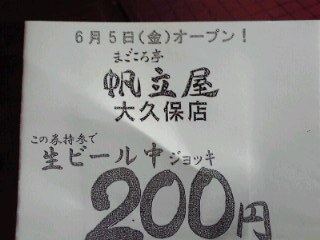 6月5日(金)オープン!
まごころ亭
帆立屋
大久保店
この券持参で
生ビール中ジョッキ
200円